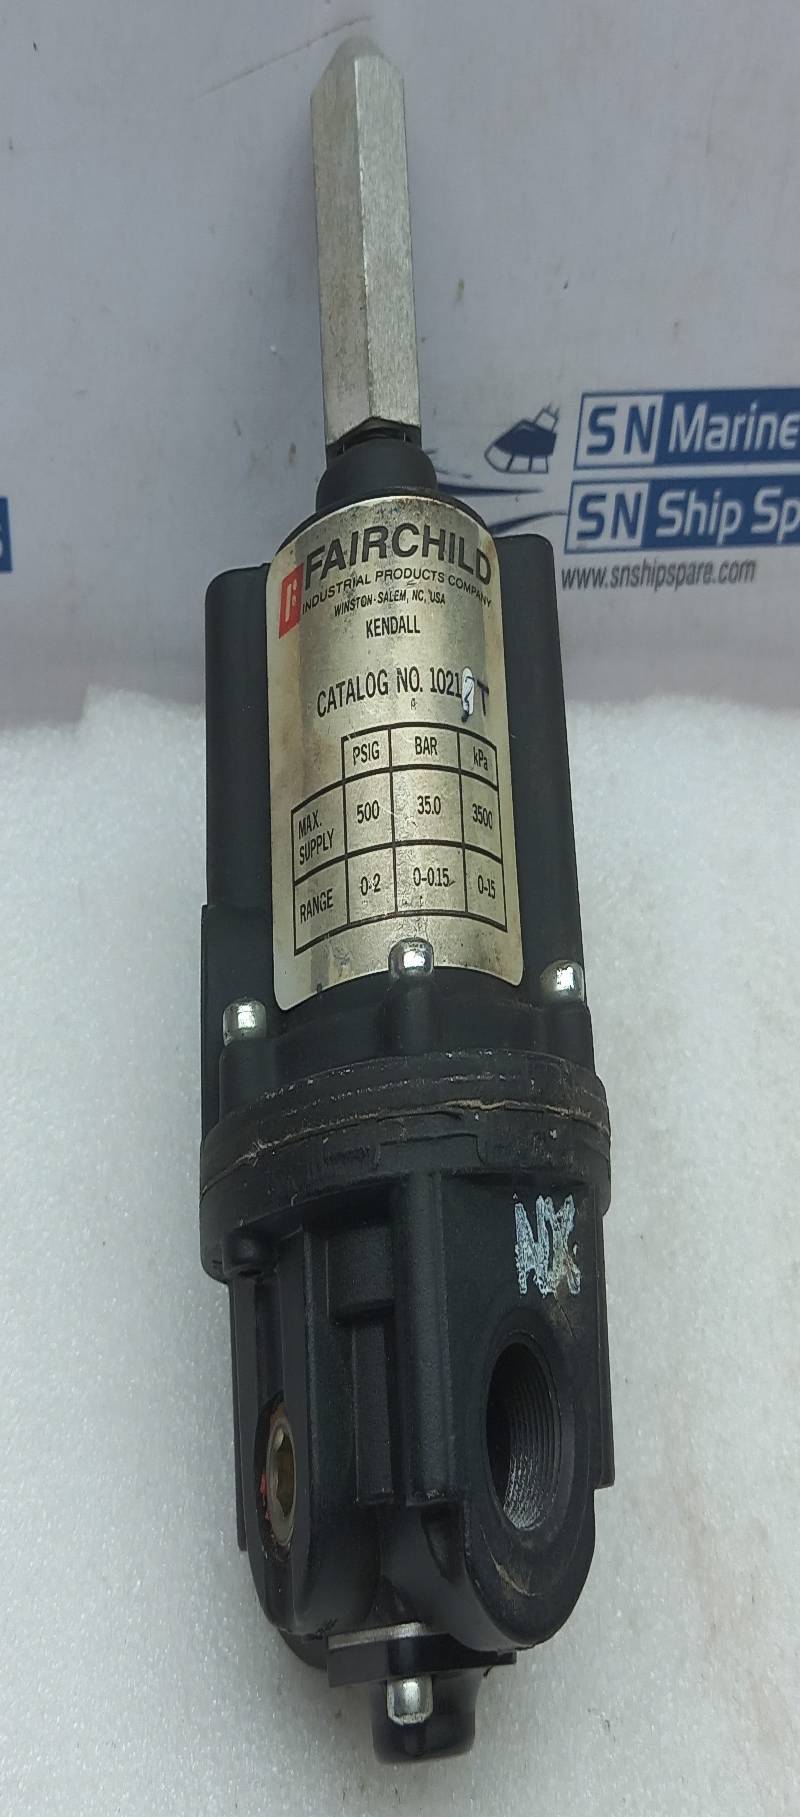 SN Marine
SN Ship Sp
www.snshipspare.com
FAIRCHILD
INDUSTRIAL PRODUCTS COMPANY
WINSTON-SALEM, NC, USA
KENDALL
CATALOG NO.
PSIG BAR kPa
MAX. SUPPLY 500 35.0 3500
RANGE 0-2 0-0.15 0-15
NX